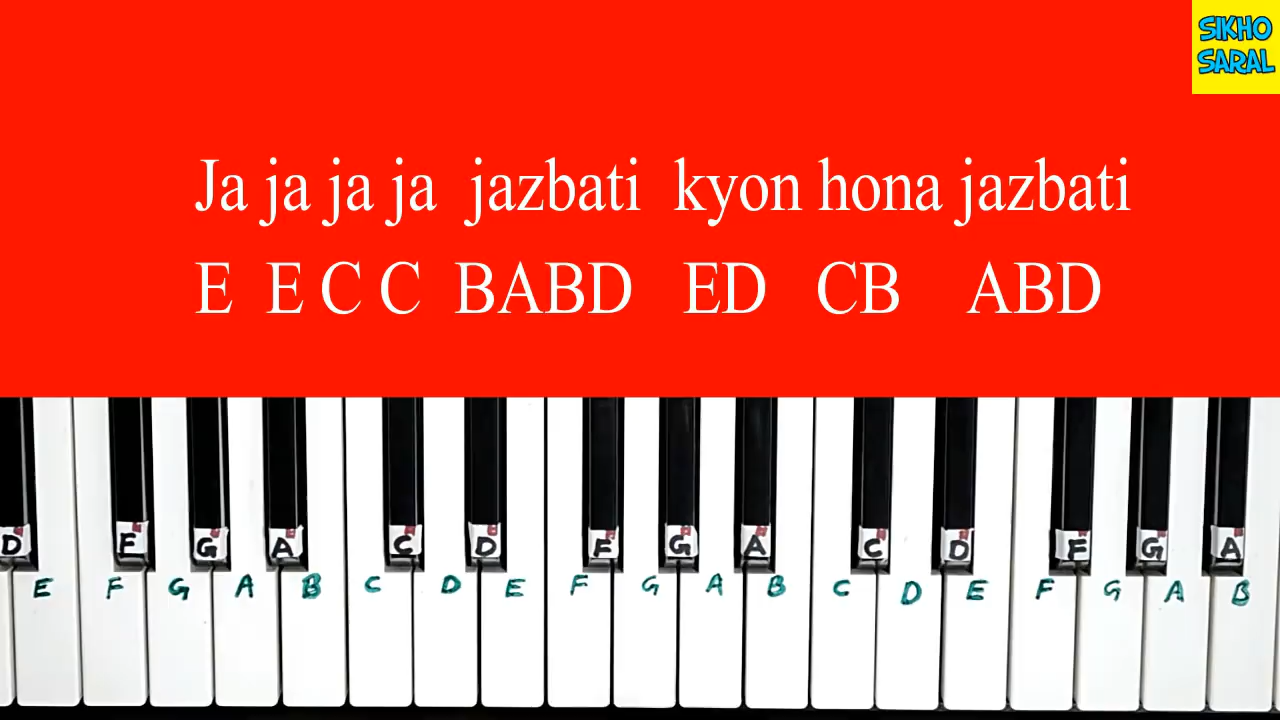 SIKHO
SARAL
Ja ja ja ja jazbati kyon hona jazbati
E E C C BABD ED CB ABD
D F G A C D F G A C D F G A
E F G A B C D E F G A B C D E F G A B